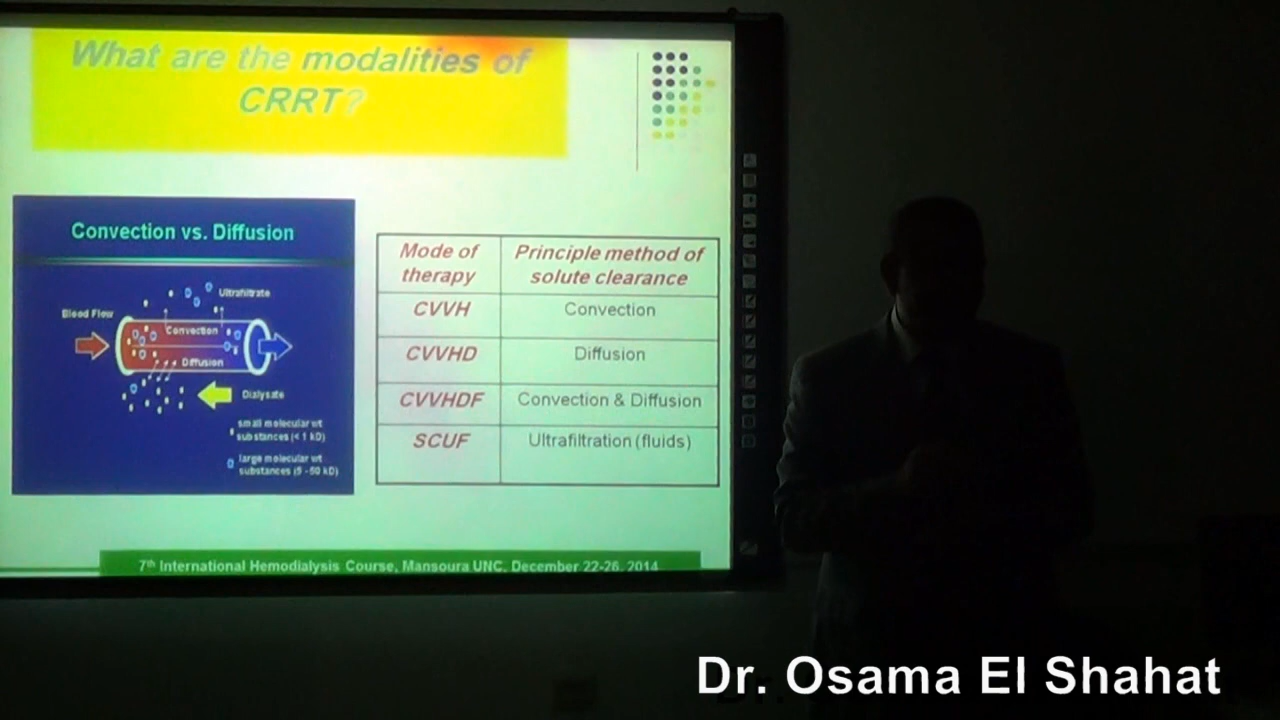 What are the modalities of
CRRT?
Convection vs. Diffusion
Ultrafiltrate
Blood Flow
Convection
Diffusion
Dialysate
small molecular wt
substances (< 1 kD)
large molecular wt
substances (5 - 50 kD)
Mode of therapy Principle method of solute clearance
CVVH Convection
CVVHD Diffusion
CVVHDF Convection & Diffusion
SCUF Ultrafiltration (fluids)
7th International Hemodialysis Course, Mansoura UNC, December 22-26, 2014
Dr. Osama El Shahat